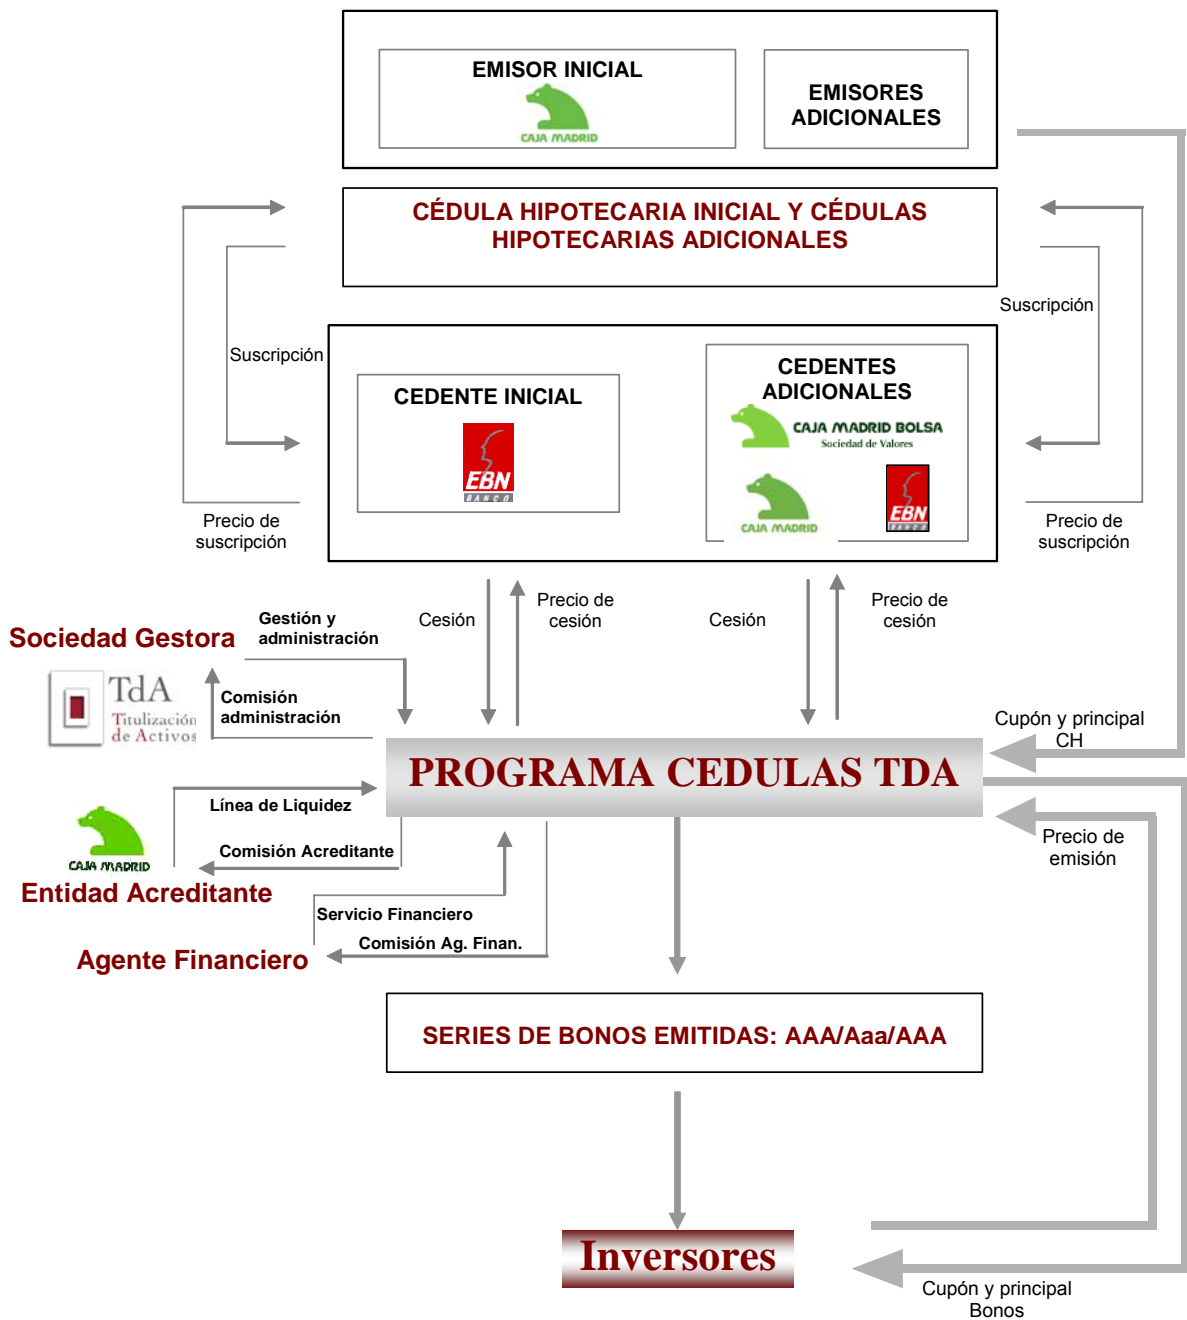 EMISOR INICIAL
CAJA MADRID
EMISORES
ADICIONALES
CÉDULA HIPOTECARIA INICIAL Y CÉDULAS
HIPOTECARIAS ADICIONALES
Suscripción
Suscripción
CEDENTE INICIAL
EBN
BANCO
CEDENTES
ADICIONALES
CAJA MADRID BOLSA
Sociedad de Valores
CAJA MADRID
EBN
BANCO
Precio de
suscripción
Precio de
suscripción
Cesión
Precio de
cesión
Cesión
Precio de
cesión
Sociedad Gestora
Gestión y
administración
TdA
Titulización
de Activos
Comisión
administración
Cupón y principal
CH
PROGRAMA CEDULAS TDA
Línea de Liquidez
CAJA MADRID
Comisión Acreditante
Entidad Acreditante
Precio de
emisión
Servicio Financiero
Comisión Ag. Finan.
Agente Financiero
SERIES DE BONOS EMITIDAS: AAA/Aaa/AAA
Inversores
Cupón y principal
Bonos